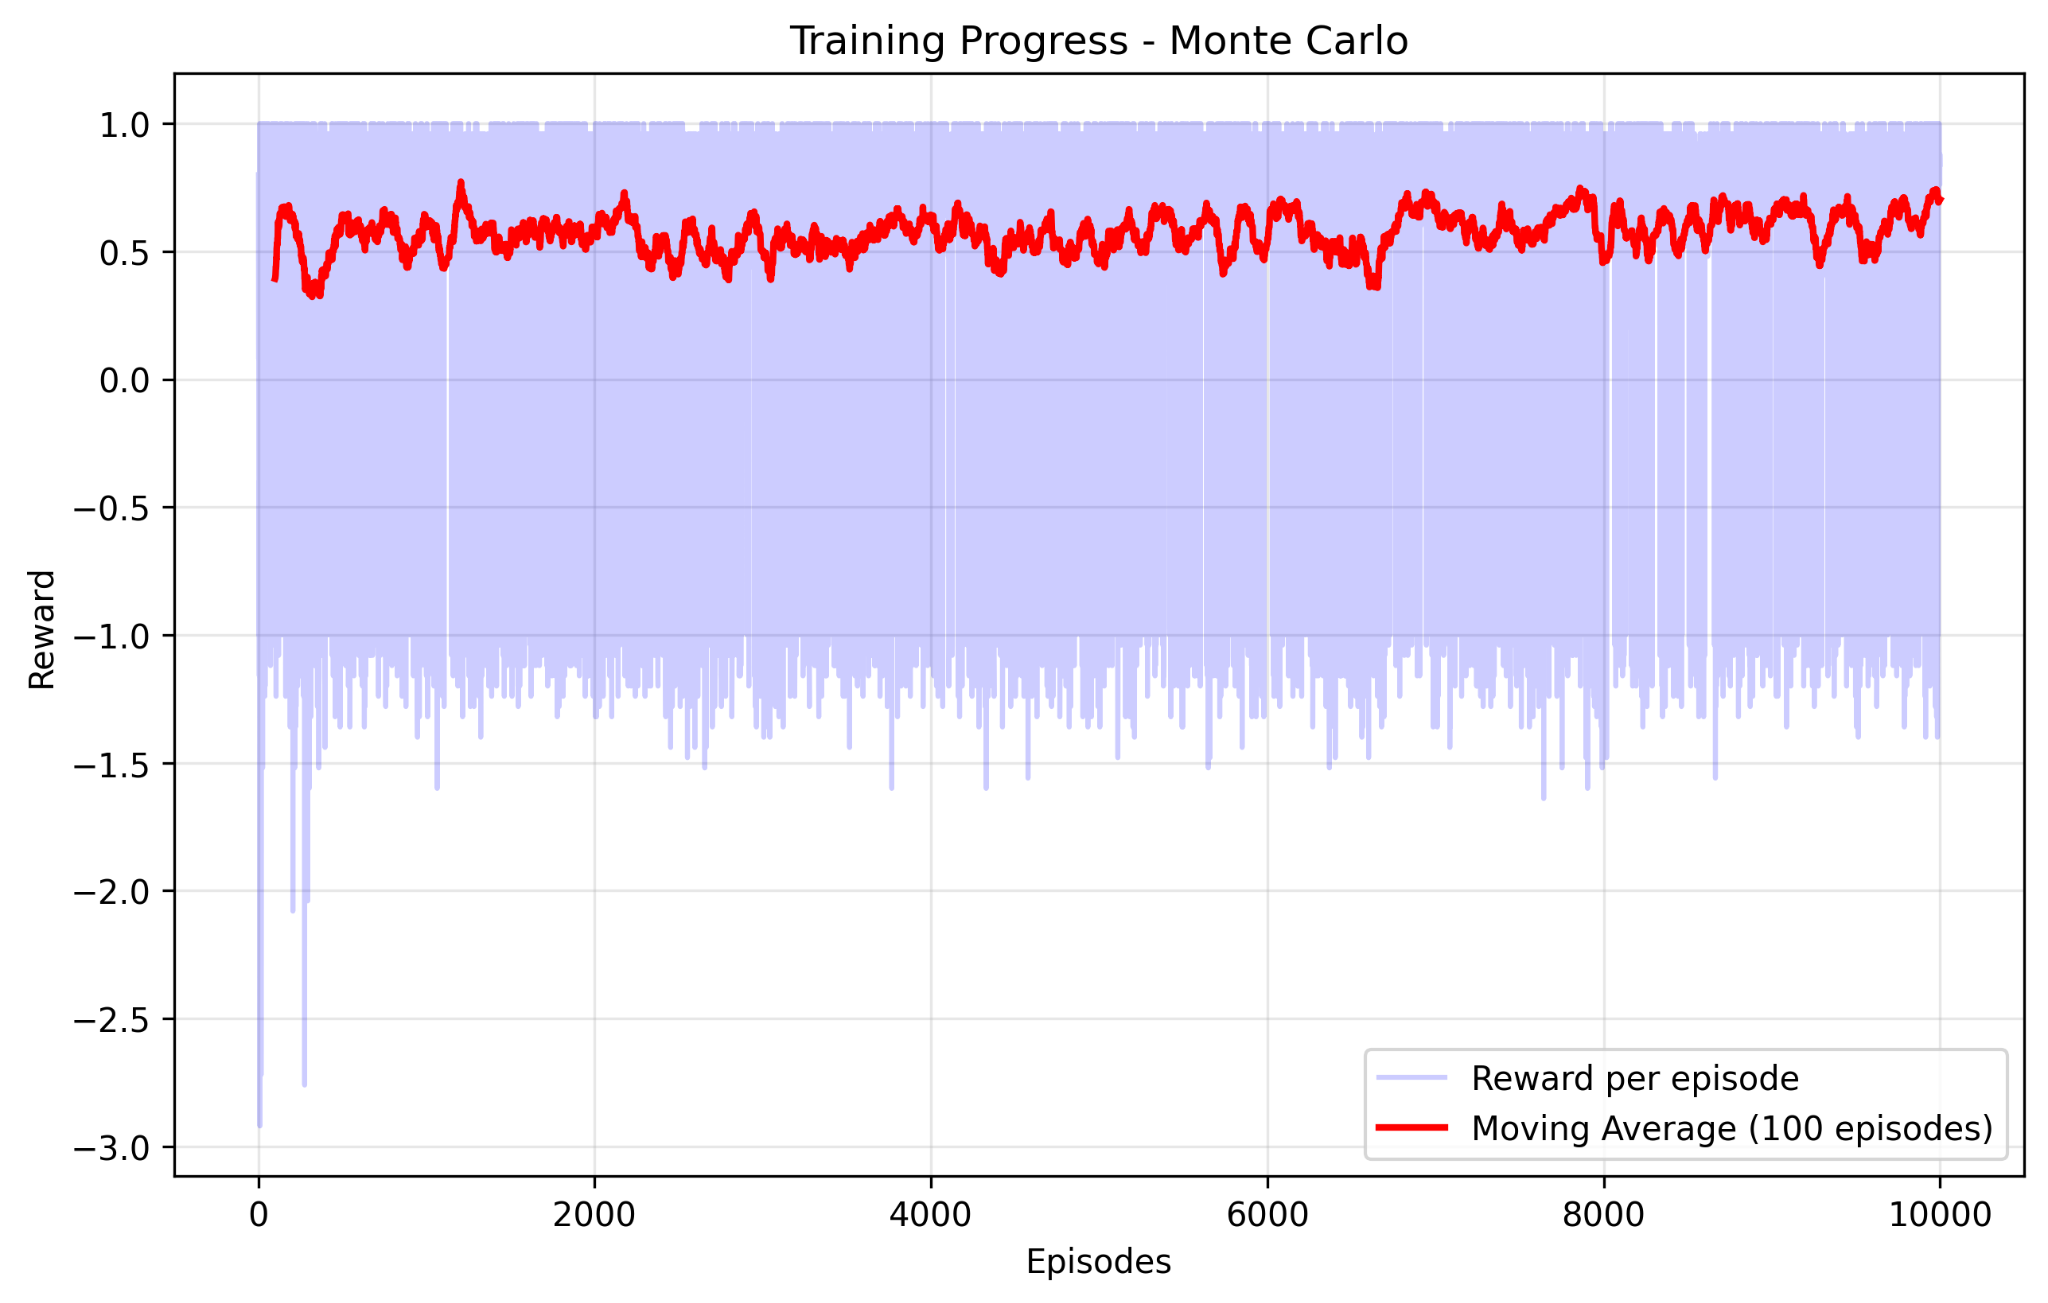 Training Progress - Monte Carlo
1.0
0.5
0.0
−0.5
−1.0
−1.5
−2.0
−2.5
−3.0
Reward
0 2000 4000 6000 8000 10000
Episodes
Reward per episode
Moving Average (100 episodes)